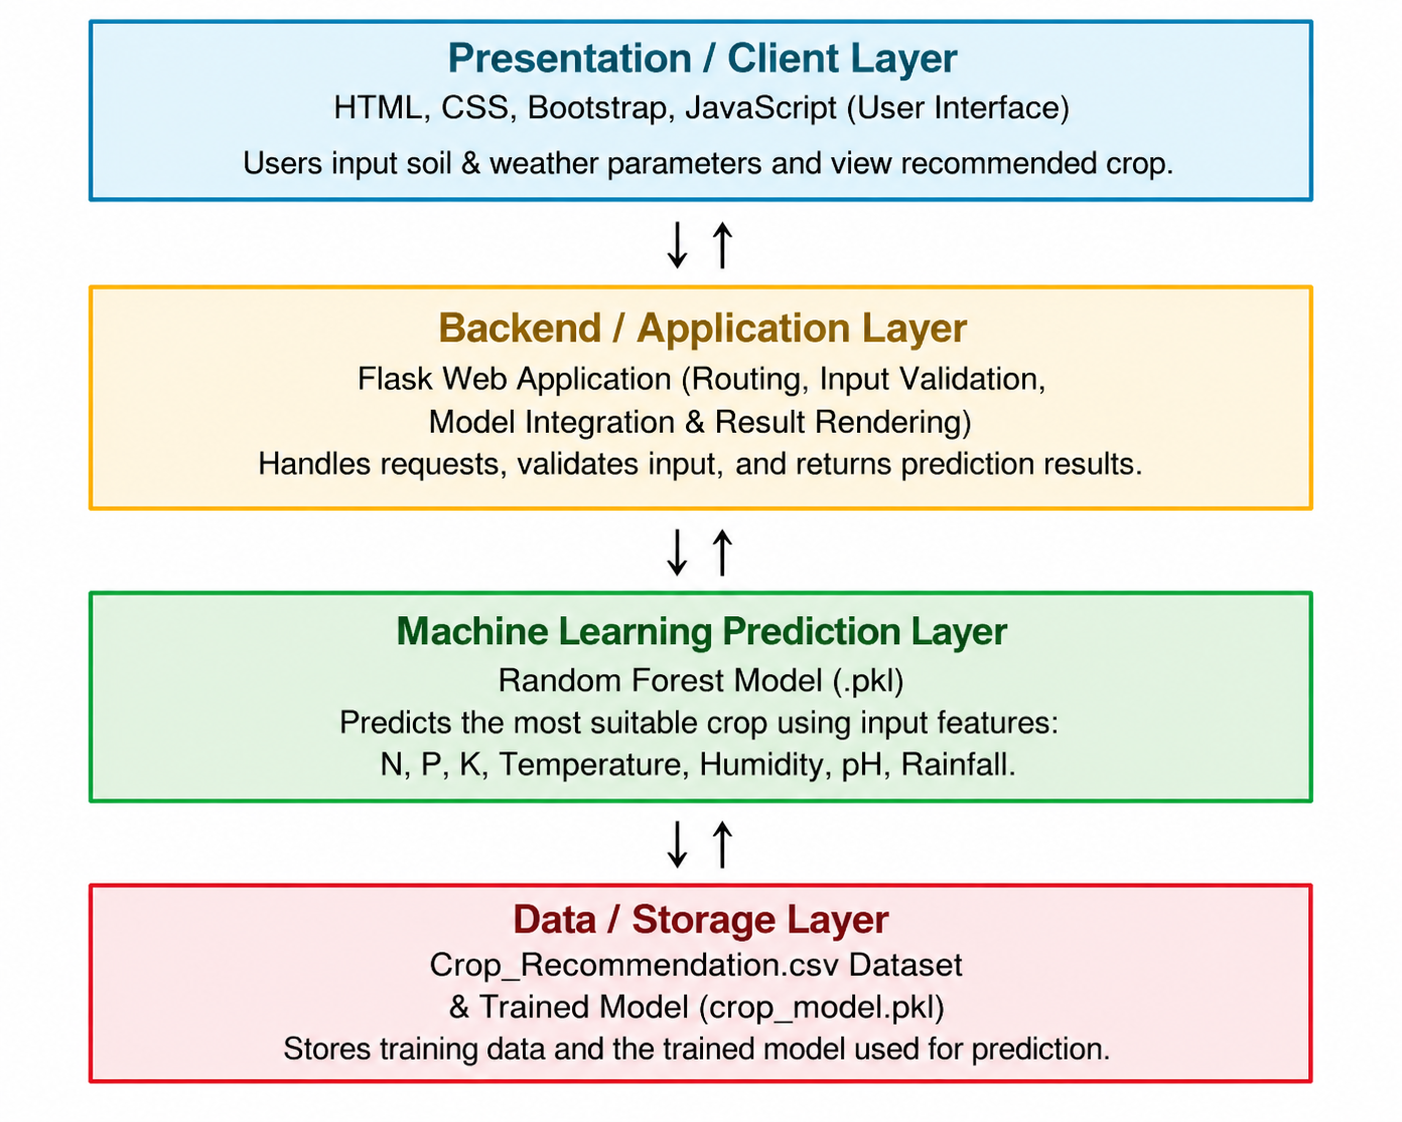 Presentation / Client Layer
HTML, CSS, Bootstrap, JavaScript (User Interface)
Users input soil & weather parameters and view recommended crop.
↓ ↑
Backend / Application Layer
Flask Web Application (Routing, Input Validation,
Model Integration & Result Rendering)
Handles requests, validates input, and returns prediction results.
↓ ↑
Machine Learning Prediction Layer
Random Forest Model (.pkl)
Predicts the most suitable crop using input features:
N, P, K, Temperature, Humidity, pH, Rainfall.
↓ ↑
Data / Storage Layer
Crop_Recommendation.csv Dataset
& Trained Model (crop_model.pkl)
Stores training data and the trained model used for prediction.